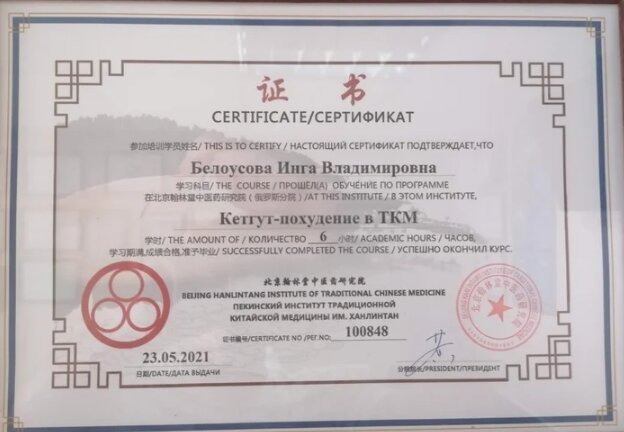 证 书
CERTIFICATE/СЕРТИФИКАТ
参加培训学员姓名/ THIS IS TO CERTIFY / НАСТОЯЩИЙ СЕРТИФИКАТ ПОДТВЕРЖДАЕТ,ЧТО
Белоусова Инга Владимировна
学习科目/ THE COURSE / ПРОШЁЛ(А) ОБУЧЕНИЕ ПО ПРОГРАММЕ
在北京翰林堂中医药研究院（俄罗斯分院）/AT THIS INSTITUTE / В ЭТОМ ИНСТИТУТЕ,
Кетгут-похудение в ТКМ
学时/ THE AMOUNT OF / КОЛИЧЕСТВО 6 小时/ ACADEMIC HOURS / ЧАСОВ,
学习期满,成绩合格,准予毕业/ SUCCESSFULLY COMPLETED THE COURSE / УСПЕШНО ОКОНЧИЛ КУРС.
北京翰林堂中医药研究院
BEIJING HANLINTANG INSTITUTE OF TRADITIONAL CHINESE MEDICINE
ПЕКИНСКИЙ ИНСТИТУТ ТРАДИЦИОННОЙ
КИТАЙСКОЙ МЕДИЦИНЫ ИМ. ХАНЛИНТАН
证书编号/CERTIFICATE NO /РЕГ.NO: 100848
23.05.2021
日期/DATE/ДАТА ВЫДАЧИ
分院院长/PRESIDENT/ПРЕЗИДЕНТ